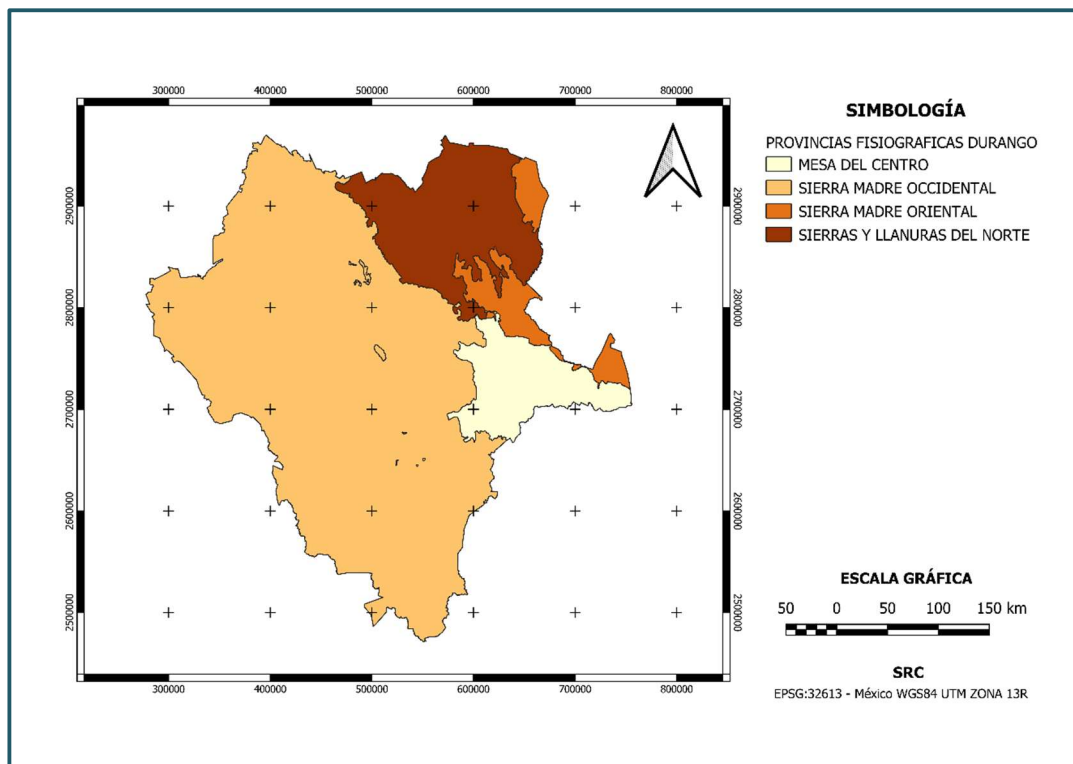 300000 400000 500000 600000 700000 800000
2900000 2900000
2800000 2800000
2700000 2700000
2600000 2600000
2500000 2500000
300000 400000 500000 600000 700000 800000
SIMBOLOGÍA
PROVINCIAS FISIOGRAFICAS DURANGO
MESA DEL CENTRO
SIERRA MADRE OCCIDENTAL
SIERRA MADRE ORIENTAL
SIERRAS Y LLANURAS DEL NORTE
ESCALA GRÁFICA
50 0 50 100 150 km
SRC
EPSG:32613 - México WGS84 UTM ZONA 13R